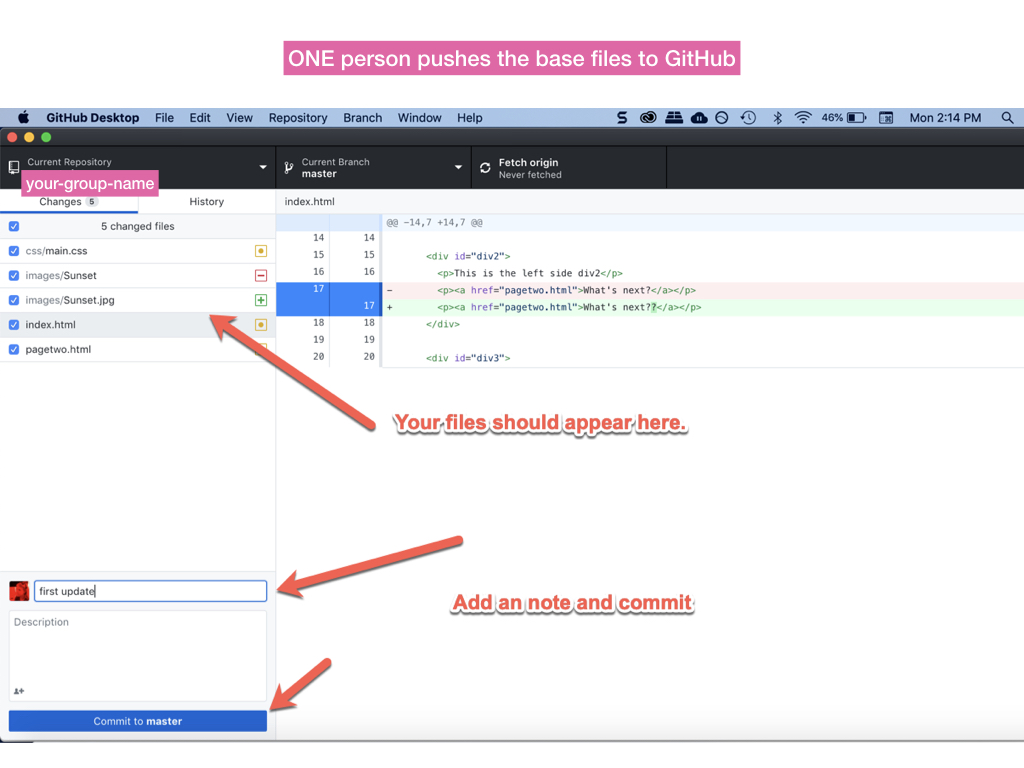 ONE person pushes the base files to GitHub
GitHub Desktop File Edit View Repository Branch Window Help 46% Mon 2:14 PM
Current Repository
your-group-name
Current Branch
master
Fetch origin
Never fetched
Changes 5 History
index.html
5 changed files
css/main.css
images/Sunset
images/Sunset.jpg
index.html
pagetwo.html
@@ -14,7 +14,7 @@
14 14
15 15 <div id="div2">
16 16 <p>This is the left side div2</p>
17 - <p><a href="pagetwo.html">What's next?</a></p>
17 + <p><a href="pagetwo.html">What's next??</a></p>
18 18 </div>
19 19
20 20 <div id="div3">
Your files should appear here.
first update
Add an note and commit
Description
Commit to master